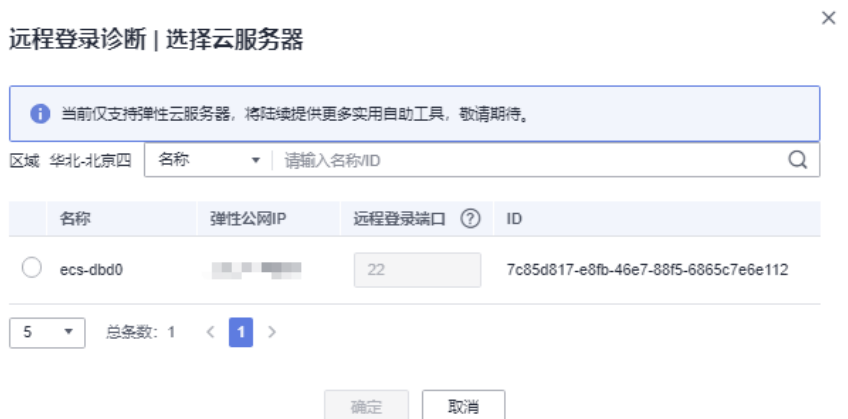 远程登录诊断 | 选择云服务器
当前仅支持弹性云服务器，将陆续提供更多实用自助工具，敬请期待。
区域 华北-北京四 名称 请输入名称/ID
名称 弹性公网IP 远程登录端口 ID
ecs-dbd0 22 7c85d817-e8fb-46e7-88f5-6865c7e6e112
5 总条数：1 < 1 >
确定 取消